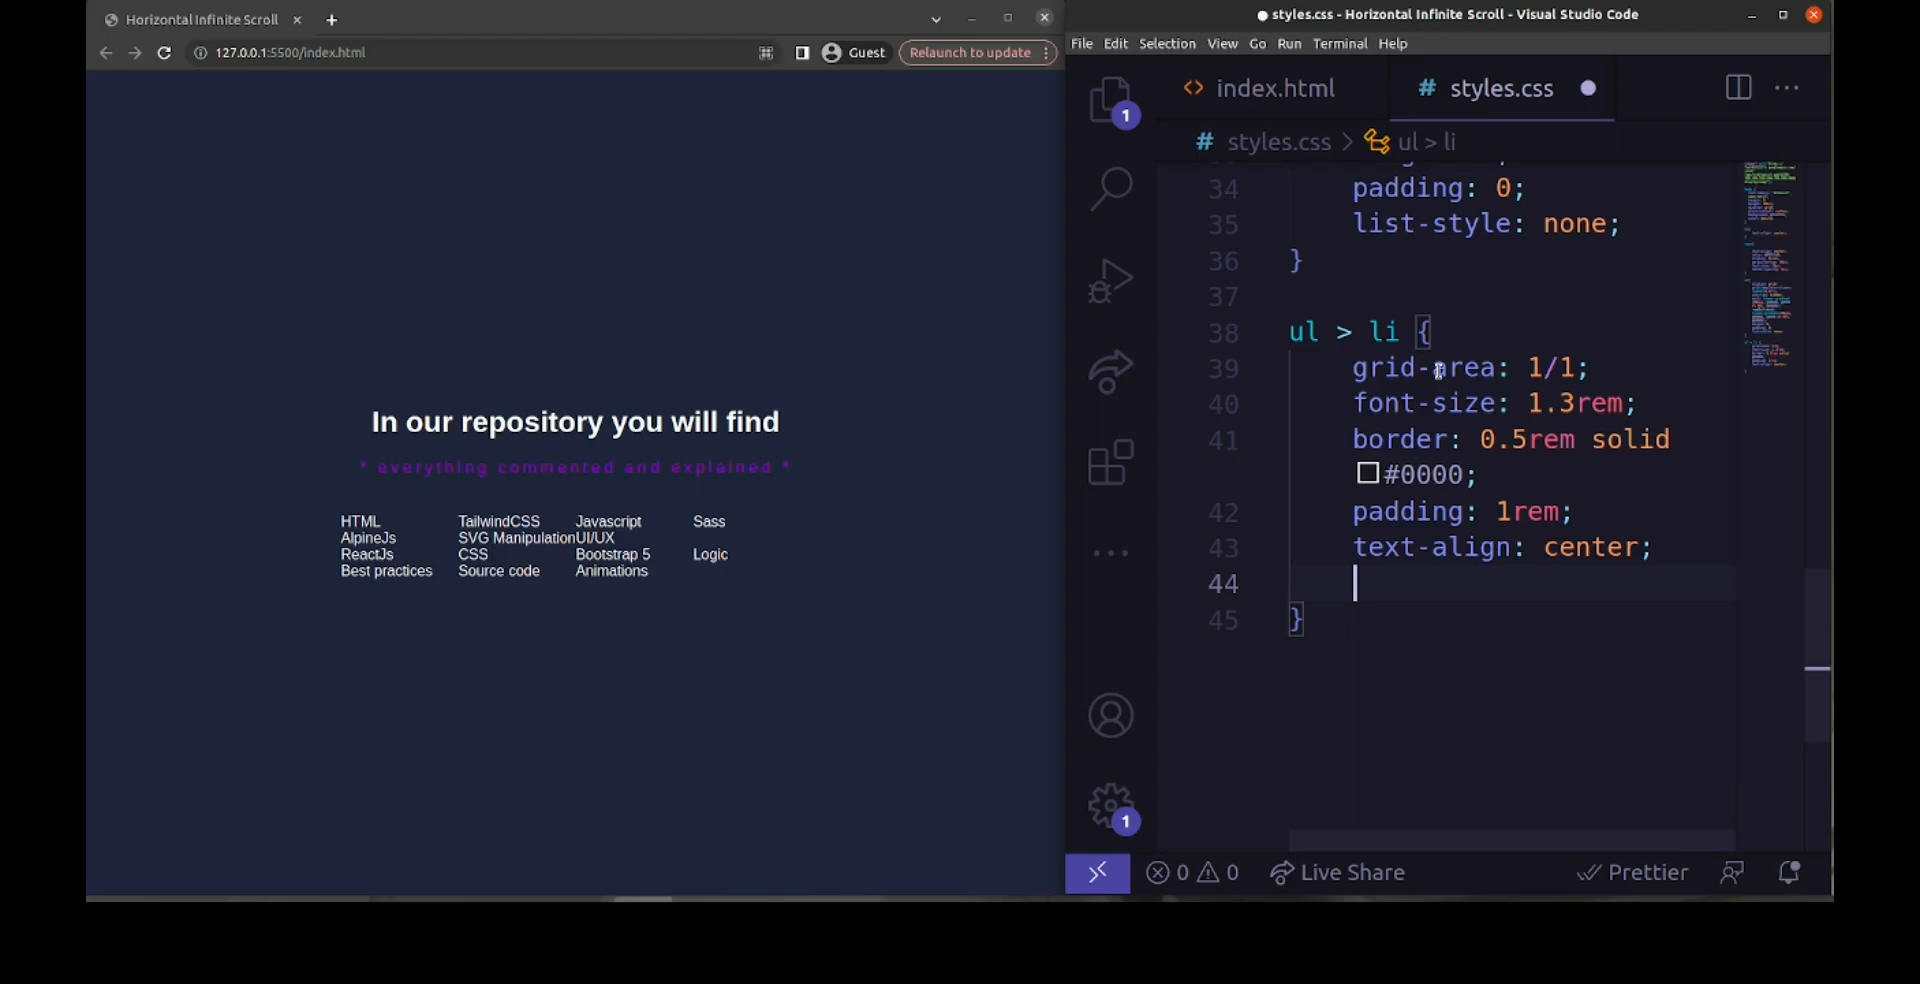 Horizontal Infinite Scroll
127.0.0.1:5500/index.html
Guest
Relaunch to update
In our repository you will find
* everything commented and explained *
HTML TailwindCSS Javascript Sass
AlpineJs SVG Manipulation UI/UX
ReactJs CSS Bootstrap 5 Logic
Best practices Source code Animations
styles.css - Horizontal Infinite Scroll - Visual Studio Code
File Edit Selection View Go Run Terminal Help
1
<> index.html # styles.css
# styles.css > ul > li
34 padding: 0;
35 list-style: none;
36 }
37
38 ul > li {
39 grid-area: 1/1;
40 font-size: 1.3rem;
41 border: 0.5rem solid
#0000;
42 padding: 1rem;
43 text-align: center;
44
45 }
1
0 0 Live Share Prettier